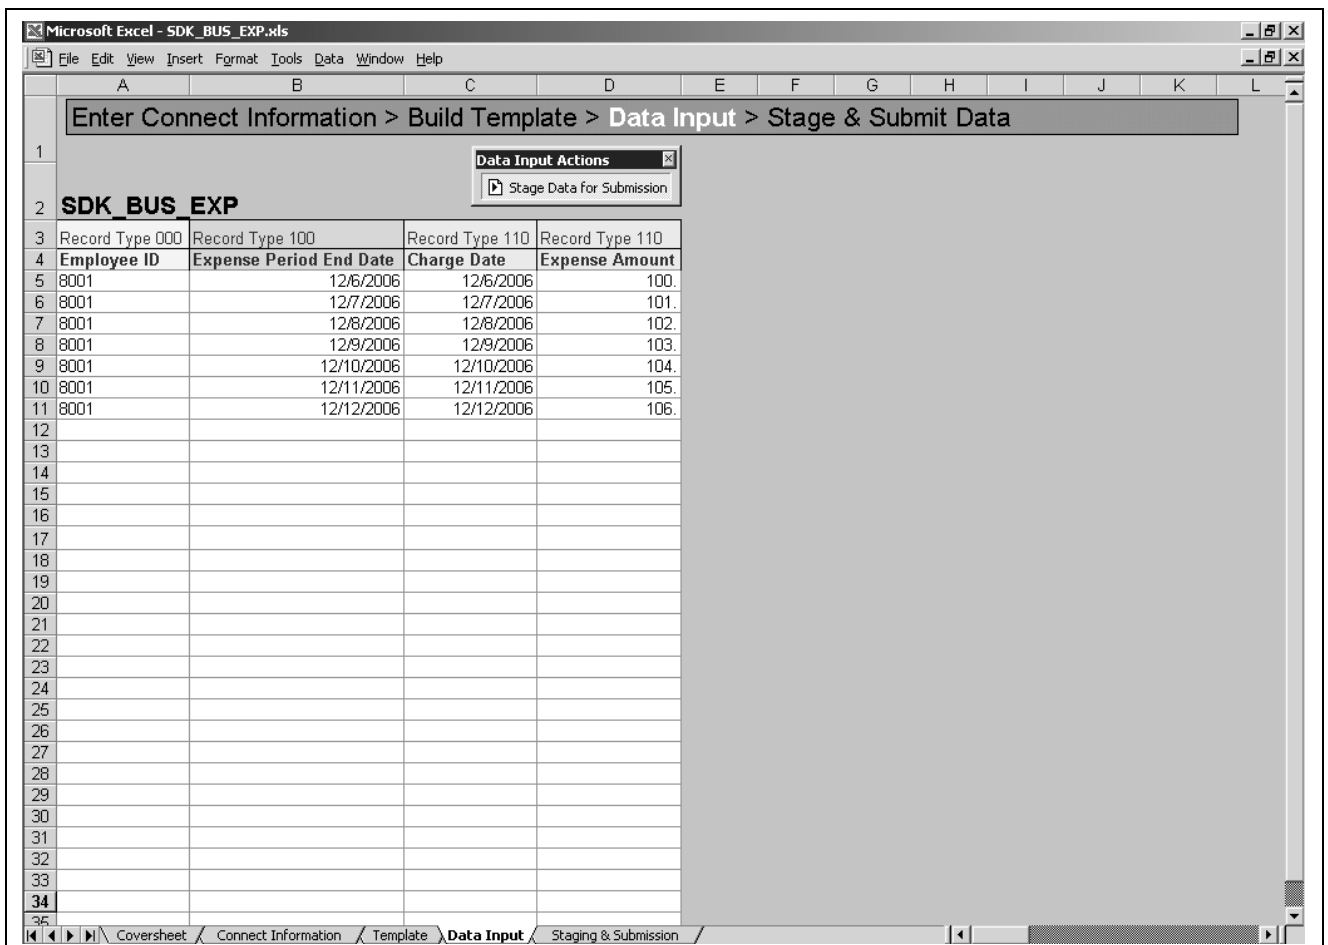 Microsoft Excel - SDK_BUS_EXP.xls
File Edit View Insert Format Tools Data Window Help
A B C D E F G H I J K L
Enter Connect Information > Build Template > Data Input > Stage & Submit Data
1
Data Input Actions
Stage Data for Submission
2 SDK_BUS_EXP
3 Record Type 000 Record Type 100 Record Type 110 Record Type 110
4 Employee ID Expense Period End Date Charge Date Expense Amount
5 8001 12/6/2006 12/6/2006 100.
6 8001 12/7/2006 12/7/2006 101.
7 8001 12/8/2006 12/8/2006 102.
8 8001 12/9/2006 12/9/2006 103.
9 8001 12/10/2006 12/10/2006 104.
10 8001 12/11/2006 12/11/2006 105.
11 8001 12/12/2006 12/12/2006 106.
12
13
14
15
16
17
18
19
20
21
22
23
24
25
26
27
28
29
30
31
32
33
34
35
Coversheet Connect Information Template Data Input Staging & Submission